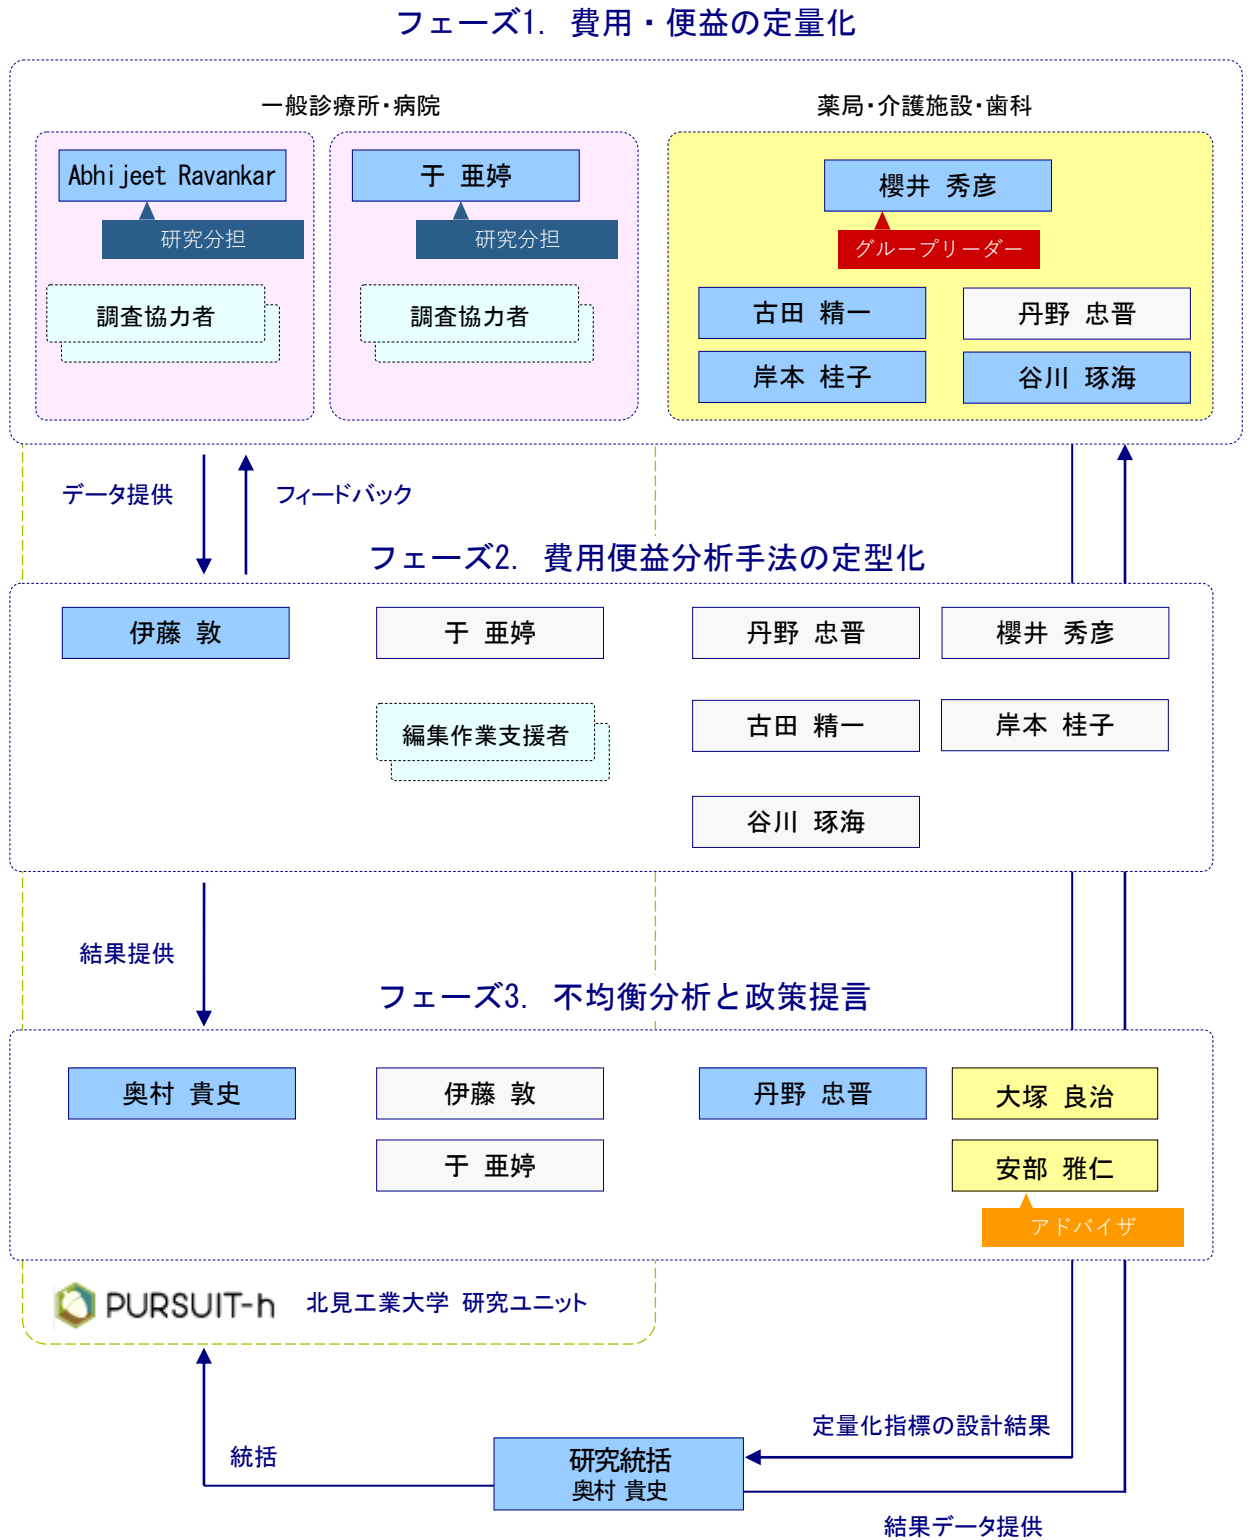 フェーズ1. 費用・便益の定量化
一般診療所・病院
薬局・介護施設・歯科
Abhijeet Ravankar
研究分担
調査協力者
于 亜婷
研究分担
調査協力者
櫻井 秀彦
グループリーダー
古田 精一
丹野 忠晋
岸本 桂子
谷川 琢海
データ提供
フィードバック
フェーズ2. 費用便益分析手法の定型化
伊藤 敦
于 亜婷
丹野 忠晋
櫻井 秀彦
編集作業支援者
古田 精一
岸本 桂子
谷川 琢海
結果提供
フェーズ3. 不均衡分析と政策提言
奥村 貴史
伊藤 敦
丹野 忠晋
大塚 良治
于 亜婷
安部 雅仁
アドバイザ
PURSUIT-h
北見工業大学 研究ユニット
定量化指標の設計結果
統括
研究統括
奥村 貴史
結果データ提供